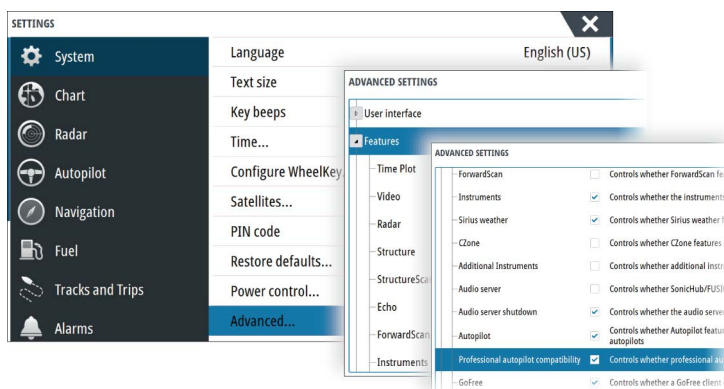 SETTINGS
System
Chart
Radar
Autopilot
Navigation
Fuel
Tracks and Trips
Alarms
Language English (US)
Text size
Key beeps
Time...
Configure WheelKey
Satellites...
PIN code
Restore defaults...
Power control...
Advanced...
ADVANCED SETTINGS
User interface
Features
Time Plot
Video
Radar
Structure
StructureSca
Echo
ForwardScan
Instruments
ADVANCED SETTINGS
ForwardScan Controls whether ForwardScan fe
Instruments Controls whether the instruments
Sirius weather Controls whether Sirius weather f
CZone Controls whether CZone features
Additional Instruments Controls whether additional instr
Audio server Controls whether SonicHub/FUSI
Audio server shutdown Controls whether the audio serve
Autopilot Controls whether Autopilot featu
autopilots
Professional autopilot compatibility Controls whether professional au
GoFree Controls whether a GoFree client